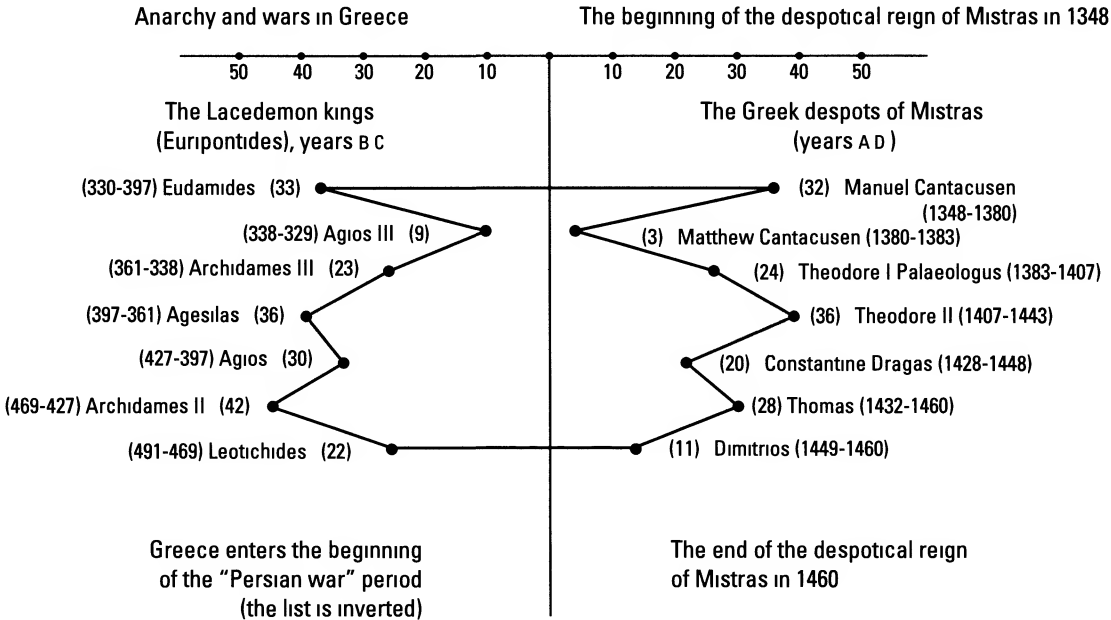 Anarchy and wars in Greece
The beginning of the despotical reign of Mistras in 1348
50 40 30 20 10 10 20 30 40 50
The Lacedemon kings
(Euripontides), years B C
The Greek despots of Mistras
(years A D )
(330-397) Eudamides (33)
(32) Manuel Cantacusen
(1348-1380)
(338-329) Agios III (9)
(3) Matthew Cantacusen (1380-1383)
(361-338) Archidames III (23)
(24) Theodore I Palaeologus (1383-1407)
(397-361) Agesilas (36)
(36) Theodore II (1407-1443)
(427-397) Agios (30)
(20) Constantine Dragas (1428-1448)
(469-427) Archidames II (42)
(28) Thomas (1432-1460)
(491-469) Leotichides (22)
(11) Dimitrios (1449-1460)
Greece enters the beginning
of the “Persian war” period
(the list is inverted)
The end of the despotical reign
of Mistras in 1460